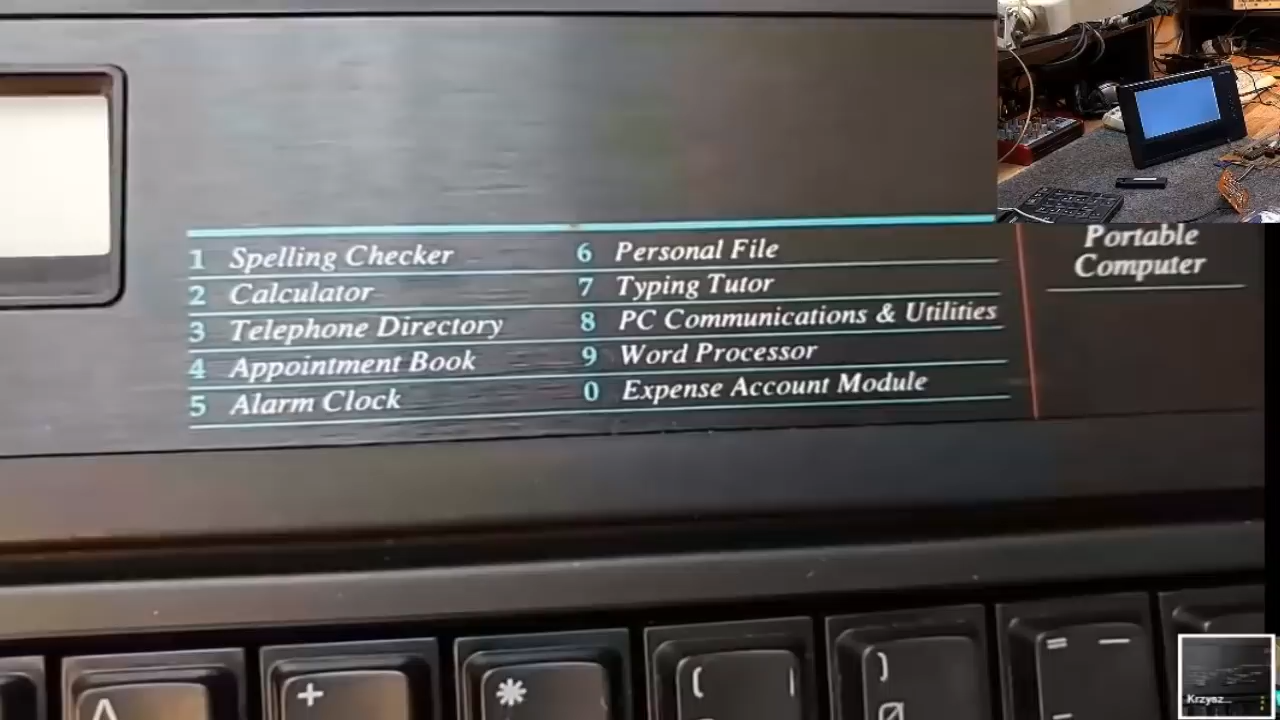 1 Spelling Checker
2 Calculator
3 Telephone Directory
4 Appointment Book
5 Alarm Clock
6 Personal File
7 Typing Tutor
8 PC Communications & Utilities
9 Word Processor
0 Expense Account Module
Portable
Computer
+
*
(
)
= —
Krzysz...